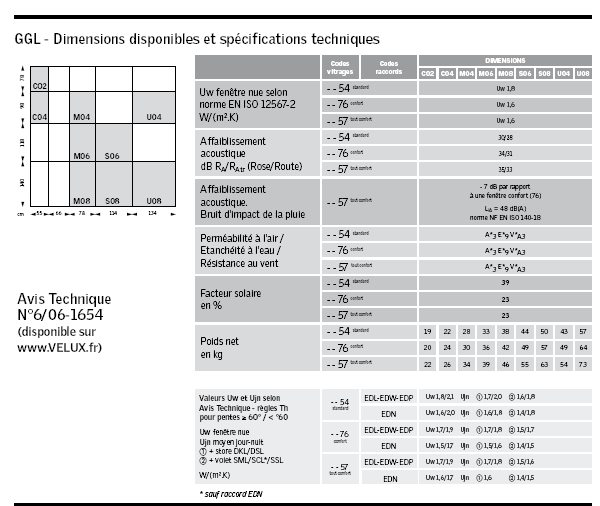 GGL - Dimensions disponibles et spécifications techniques
Codes vitrages
Codes raccords
DIMENSIONS
C02 C04 M04 M06 M08 S06 S08 U04 U08
Uw fenêtre nue selon
norme EN ISO 12567-2
W/(m².K)
- - 54 standard
Uw 1,8
- - 76 confort
Uw 1,6
- - 57 tout confort
Uw 1,6
Affaiblissement
acoustique
dB RA/RAtr (Rose/Route)
- - 54 standard
30/28
- - 76 confort
34/31
- - 57 tout confort
35/33
Affaiblissement
acoustique.
Bruit d'impact de la pluie
- - 57 tout confort
- 7 dB par rapport
à une fenêtre confort (76)
LIA = 48 dB(A)
norme NF EN ISO 140-18
Perméabilité à l'air /
Etanchéité à l'eau /
Résistance au vent
- - 54 standard
A*3 E*9 V*A3
- - 76 confort
A*3 E*9 V*A3
- - 57 tout confort
A*3 E*9 V*A3
Facteur solaire
en %
- - 54 standard
39
- - 76 confort
23
- - 57 tout confort
23
Poids net
en kg
- - 54 standard
19 22 28 33 38 44 50 43 57
- - 76 confort
20 24 30 36 42 49 57 49 64
- - 57 tout confort
22 26 34 39 46 55 63 54 73
C02
C04 M04 U04
M06 S06
M08 S08 U08
cm 55 66 78 114 134
Avis Technique
N°6/06-1654
(disponible sur
www.VELUX.fr)
Valeurs Uw et Ujn selon
Avis Technique - règles Th
pour pentes ≥ 60° / < °60
Uw fenêtre nue
Ujn moyen jour-nuit
① + store DKL/DSL
② + volet SML/SCL*/SSL
W/(m².K)
- - 54
standard
EDL-EDW-EDP Uw 1,8/2,1 Ujn ① 1,7/2,0 ② 1,6/1,8
EDN Uw 1,6/2,0 Ujn ① 1,6/1,8 ② 1,4/1,8
- - 76
confort
EDL-EDW-EDP Uw 1,7/1,9 Ujn ① 1,7/1,8 ② 1,5/1,7
EDN Uw 1,5/1,7 Ujn ① 1,5/1,6 ② 1,4/1,5
- - 57
tout confort
EDL-EDW-EDP Uw 1,7/1,9 Ujn ① 1,7/1,8 ② 1,5/1,6
EDN Uw 1,6/1,7 Ujn ① 1,6 ② 1,4/1,5
* sauf raccord EDN